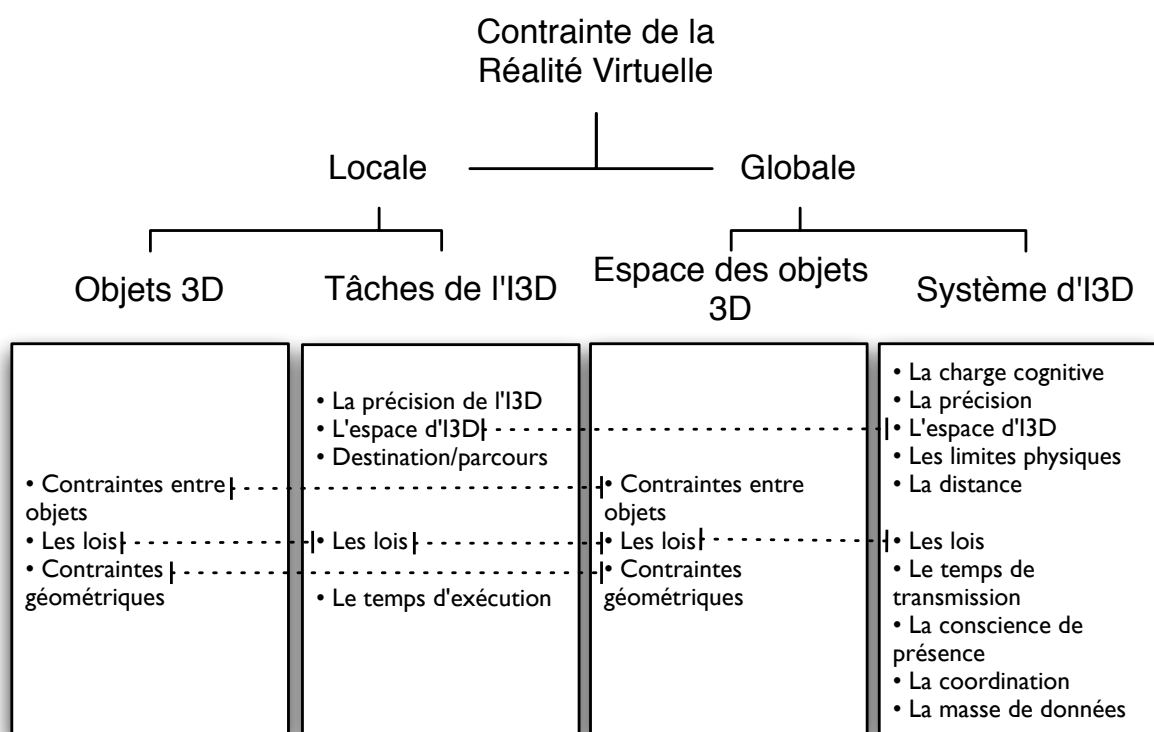 Contrainte de la
Réalité Virtuelle
Locale
Globale
Objets 3D
Tâches de l'I3D
Espace des objets
3D
Système d'I3D
• Contraintes entre
objets
• Les lois
• Contraintes
géométriques
• La précision de l'I3D
• L'espace d'I3D
• Destination/parcours
• Les lois
• Le temps d'exécution
• Contraintes entre
objets
• Les lois
• Contraintes
géométriques
• La charge cognitive
• La précision
• L'espace d'I3D
• Les limites physiques
• La distance
• Les lois
• Le temps de
transmission
• La conscience de
présence
• La coordination
• La masse de données